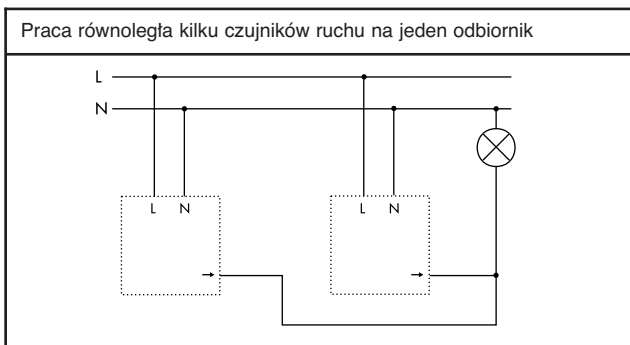 Praca równoległa kilku czujników ruchu na jeden odbiornik
L
N
L N L N